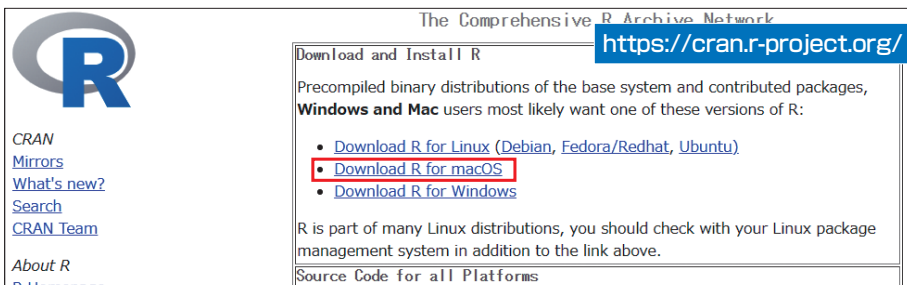 The Comprehensive R Archive Network
https://cran.r-project.org/
Download and Install R
Precompiled binary distributions of the base system and contributed packages,
Windows and Mac users most likely want one of these versions of R:
• Download R for Linux (Debian, Fedora/Redhat, Ubuntu)
• Download R for macOS
• Download R for Windows
R is part of many Linux distributions, you should check with your Linux package
management system in addition to the link above.
Source Code for all Platforms
R
CRAN
Mirrors
What's new?
Search
CRAN Team
About R